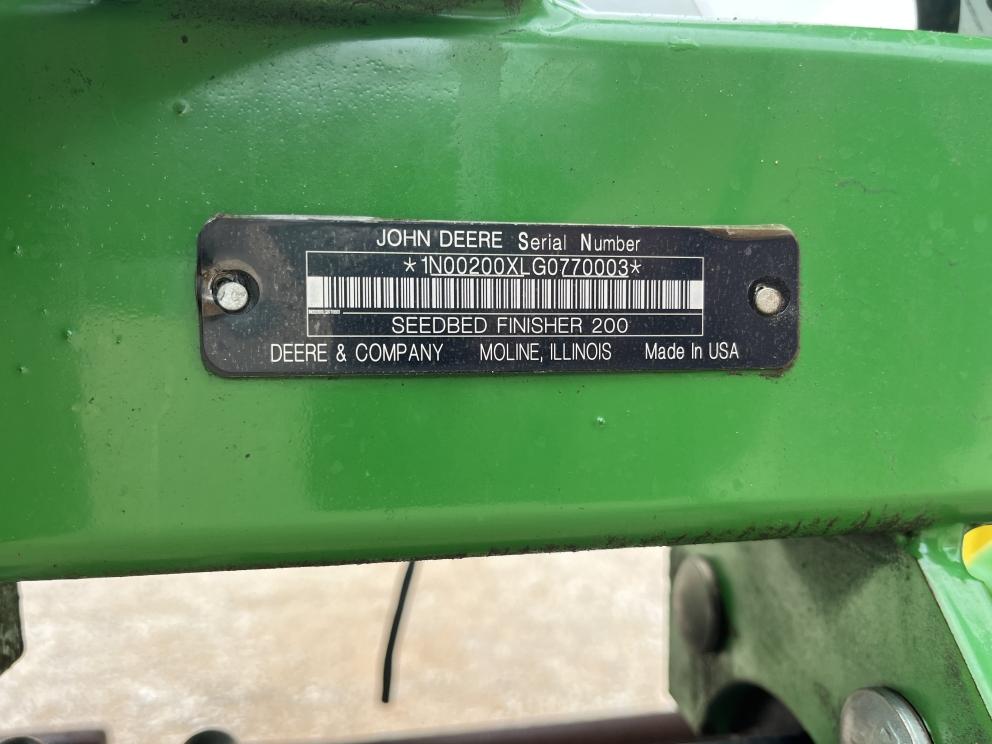 JOHN DEERE Serial Number
*1N00200XLG0770003*
SEEDBED FINISHER 200
DEERE & COMPANY MOLINE, ILLINOIS Made In USA